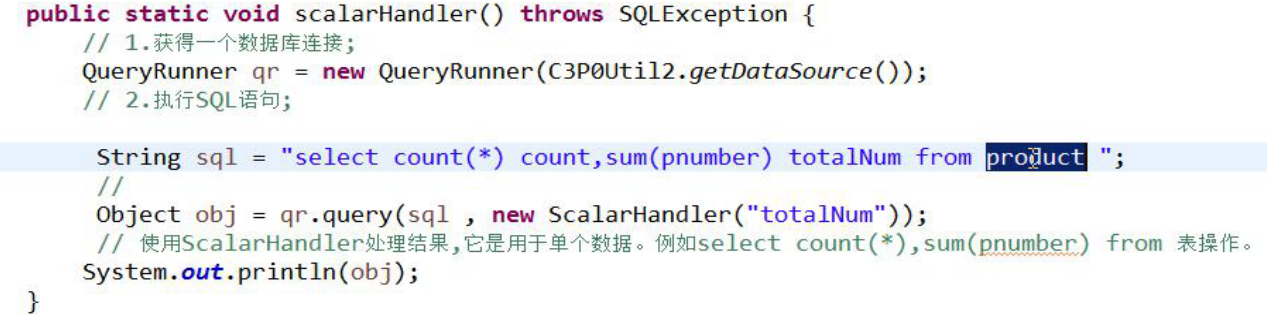 public static void scalarHandler() throws SQLException {
// 1.获得一个数据库连接;
QueryRunner qr = new QueryRunner(C3P0Util2.getDataSource());
// 2.执行SQL语句;
String sql = "select count(*) count,sum(pnumber) totalNum from product ";
//
Object obj = qr.query(sql , new ScalarHandler("totalNum"));
// 使用ScalarHandler处理结果,它是用于单个数据。例如select count(*),sum(pnumber) from 表操作。
System.out.println(obj);
}